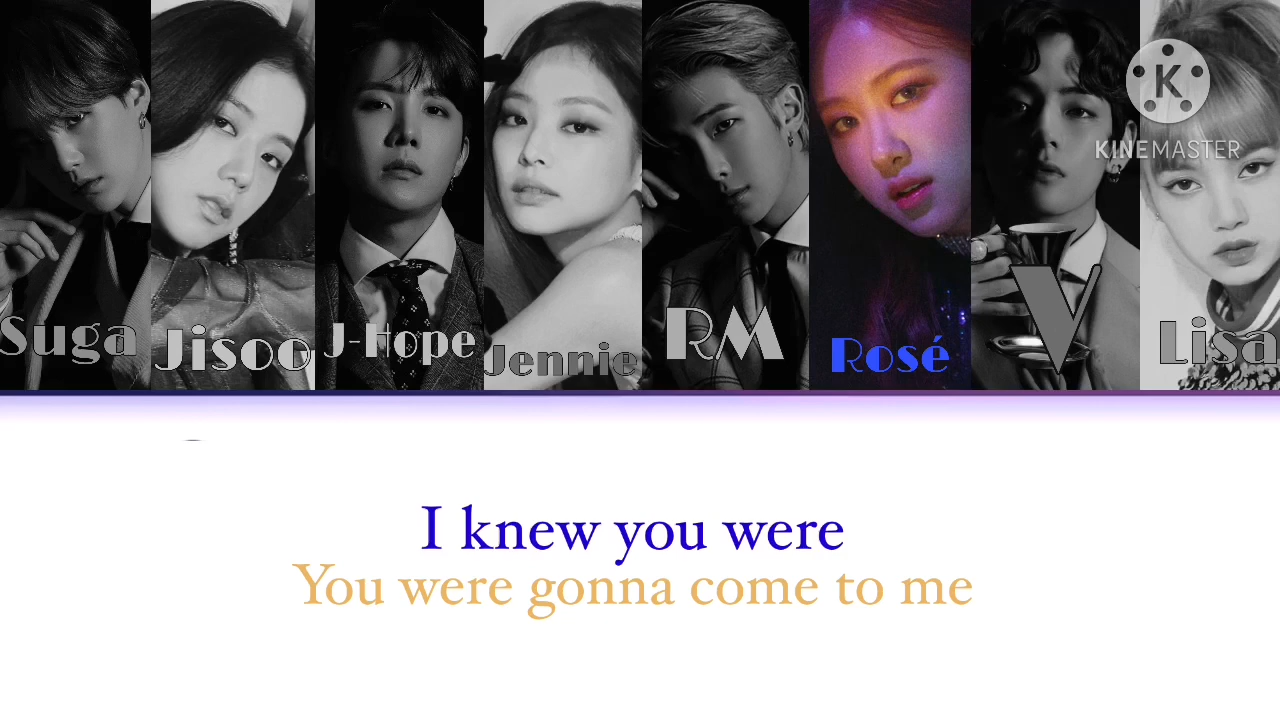 K
KINEMASTER
Suga
Jisoo
J-Hope
Jennie
RM
Rosé
V
Lisa
I knew you were
You were gonna come to me